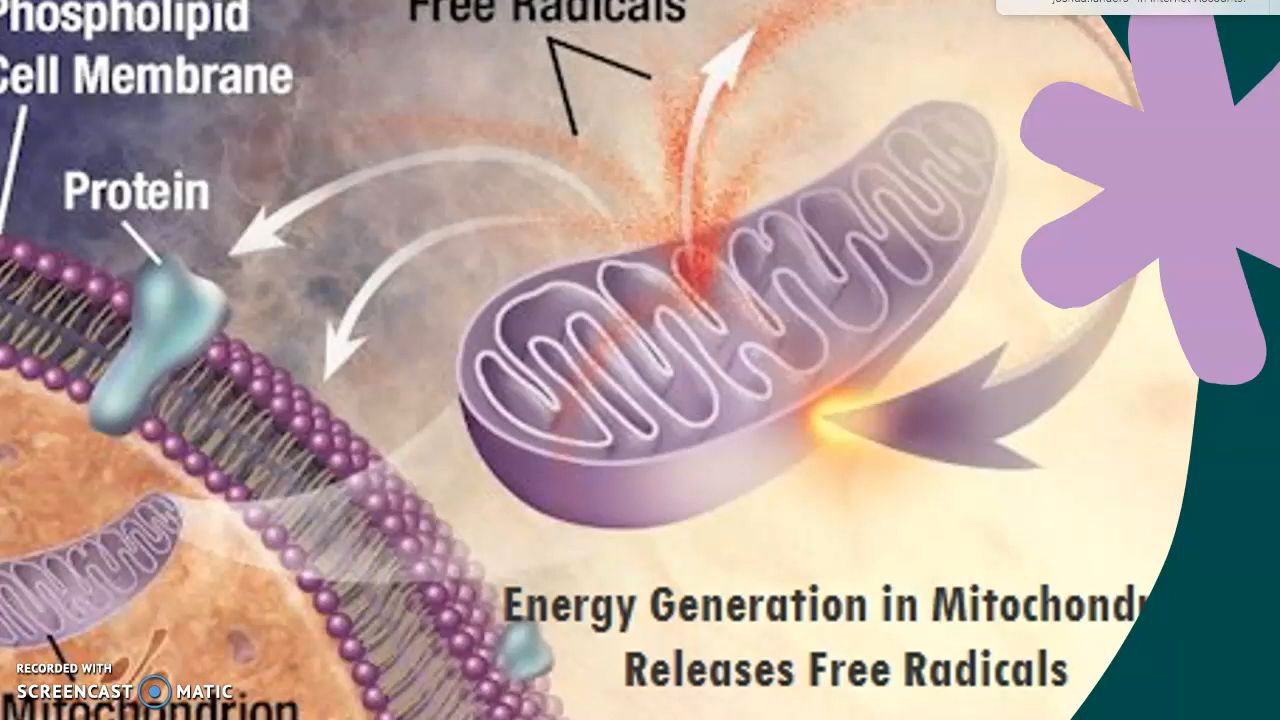 Phospholipid
Cell Membrane
Free Radicals
Protein
Energy Generation in Mitochond
Releases Free Radicals
Mitochondrion
RECORDED WITH
SCREENCAST MATIC